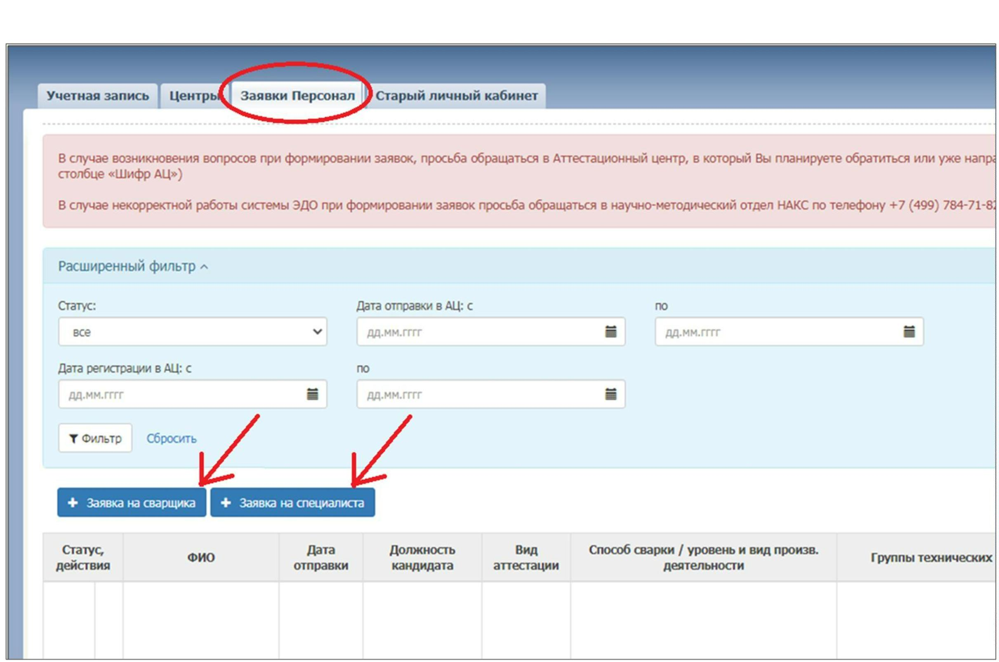 Учетная запись Центры Заявки Персонал Старый личный кабинет
В случае возникновения вопросов при формировании заявок, просьба обращаться в Аттестационный центр, в который Вы планируете обратиться или уже напра
столбце «Шифр АЦ»)
В случае некорректной работы системы ЭДО при формировании заявок просьба обращаться в научно-методический отдел НАКС по телефону +7 (499) 784-71-82
Расширенный фильтр
Статус: Дата отправки в АЦ: с по
все дд.мм.гггг дд.мм.гггг
Дата регистрации в АЦ: с по
дд.мм.гггг дд.мм.гггг
Фильтр Сбросить
+ Заявка на сварщика + Заявка на специалиста
Статус, Дата Должность Вид Способ сварки / уровень и вид произв.
ФИО Группы технических
действия отправки кандидата аттестации деятельности